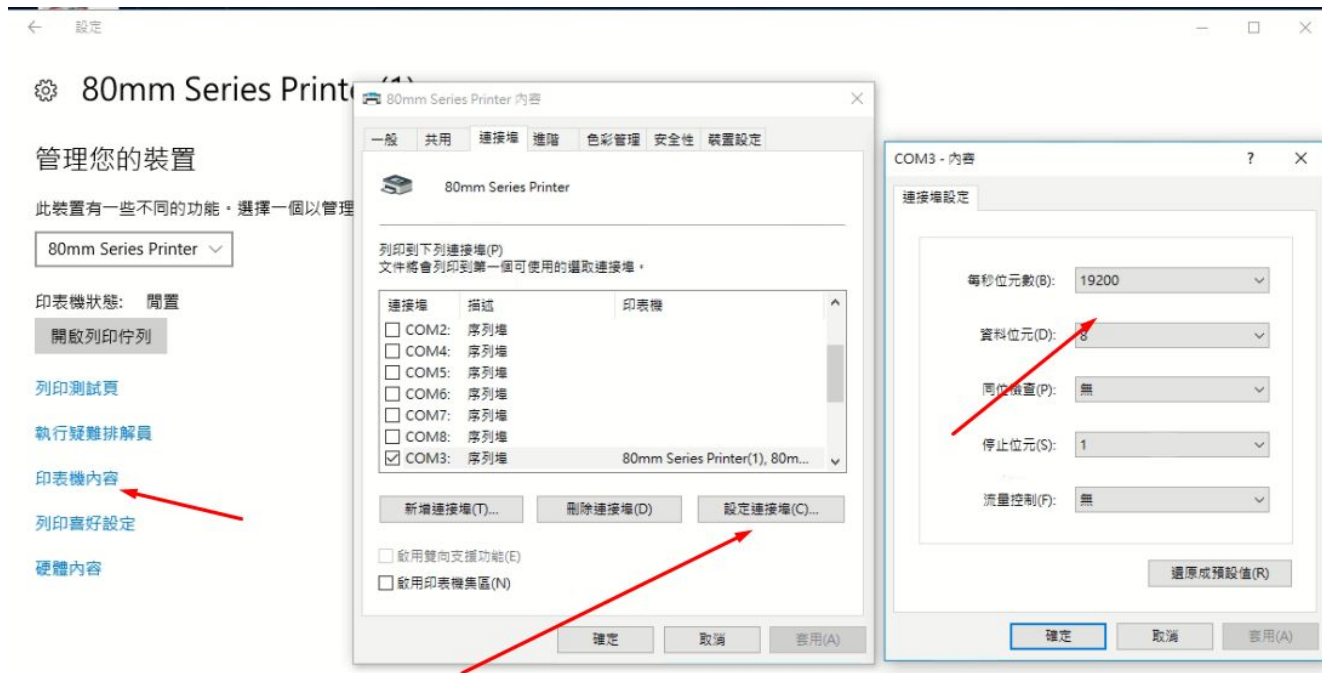 設定
80mm Series Printer(1)
管理您的裝置
此裝置有一些不同的功能。選擇一個以管理
80mm Series Printer
印表機狀態: 閒置
開啟列印佇列
列印測試頁
執行疑難排解員
印表機內容
列印喜好設定
硬體內容
80mm Series Printer 內容
一般 共用 連接埠 進階 色彩管理 安全性 裝置設定
80mm Series Printer
列印到下列連接埠(P)
文件將會列印到第一個可使用的選取連接埠。
連接埠 描述 印表機
COM2: 序列埠
COM4: 序列埠
COM5: 序列埠
COM6: 序列埠
COM7: 序列埠
COM8: 序列埠
COM3: 序列埠 80mm Series Printer(1), 80m...
新增連接埠(T)... 刪除連接埠(D) 設定連接埠(C)...
啟用雙向支援功能(E)
啟用印表機集區(N)
確定 取消 套用(A)
COM3 - 內容
連接埠設定
每秒位元數(B): 19200
資料位元(D): 8
同位檢查(P): 無
停止位元(S): 1
流量控制(F): 無
還原成預設值(R)
確定 取消 套用(A)